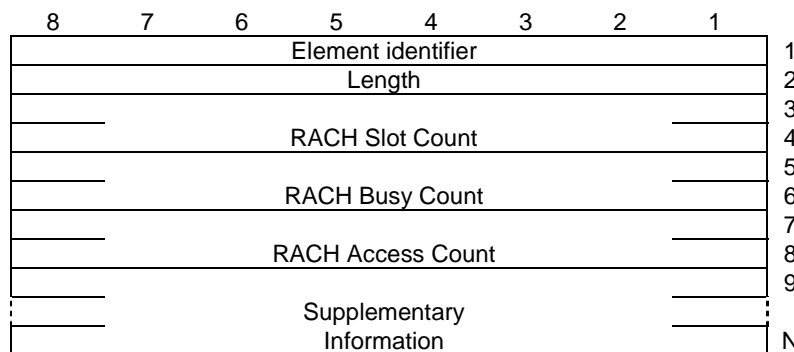 8 7 6 5 4 3 2 1
Element identifier 1
Length 2
3
RACH Slot Count 4
5
RACH Busy Count 6
7
RACH Access Count 8
9
Supplementary
Information N